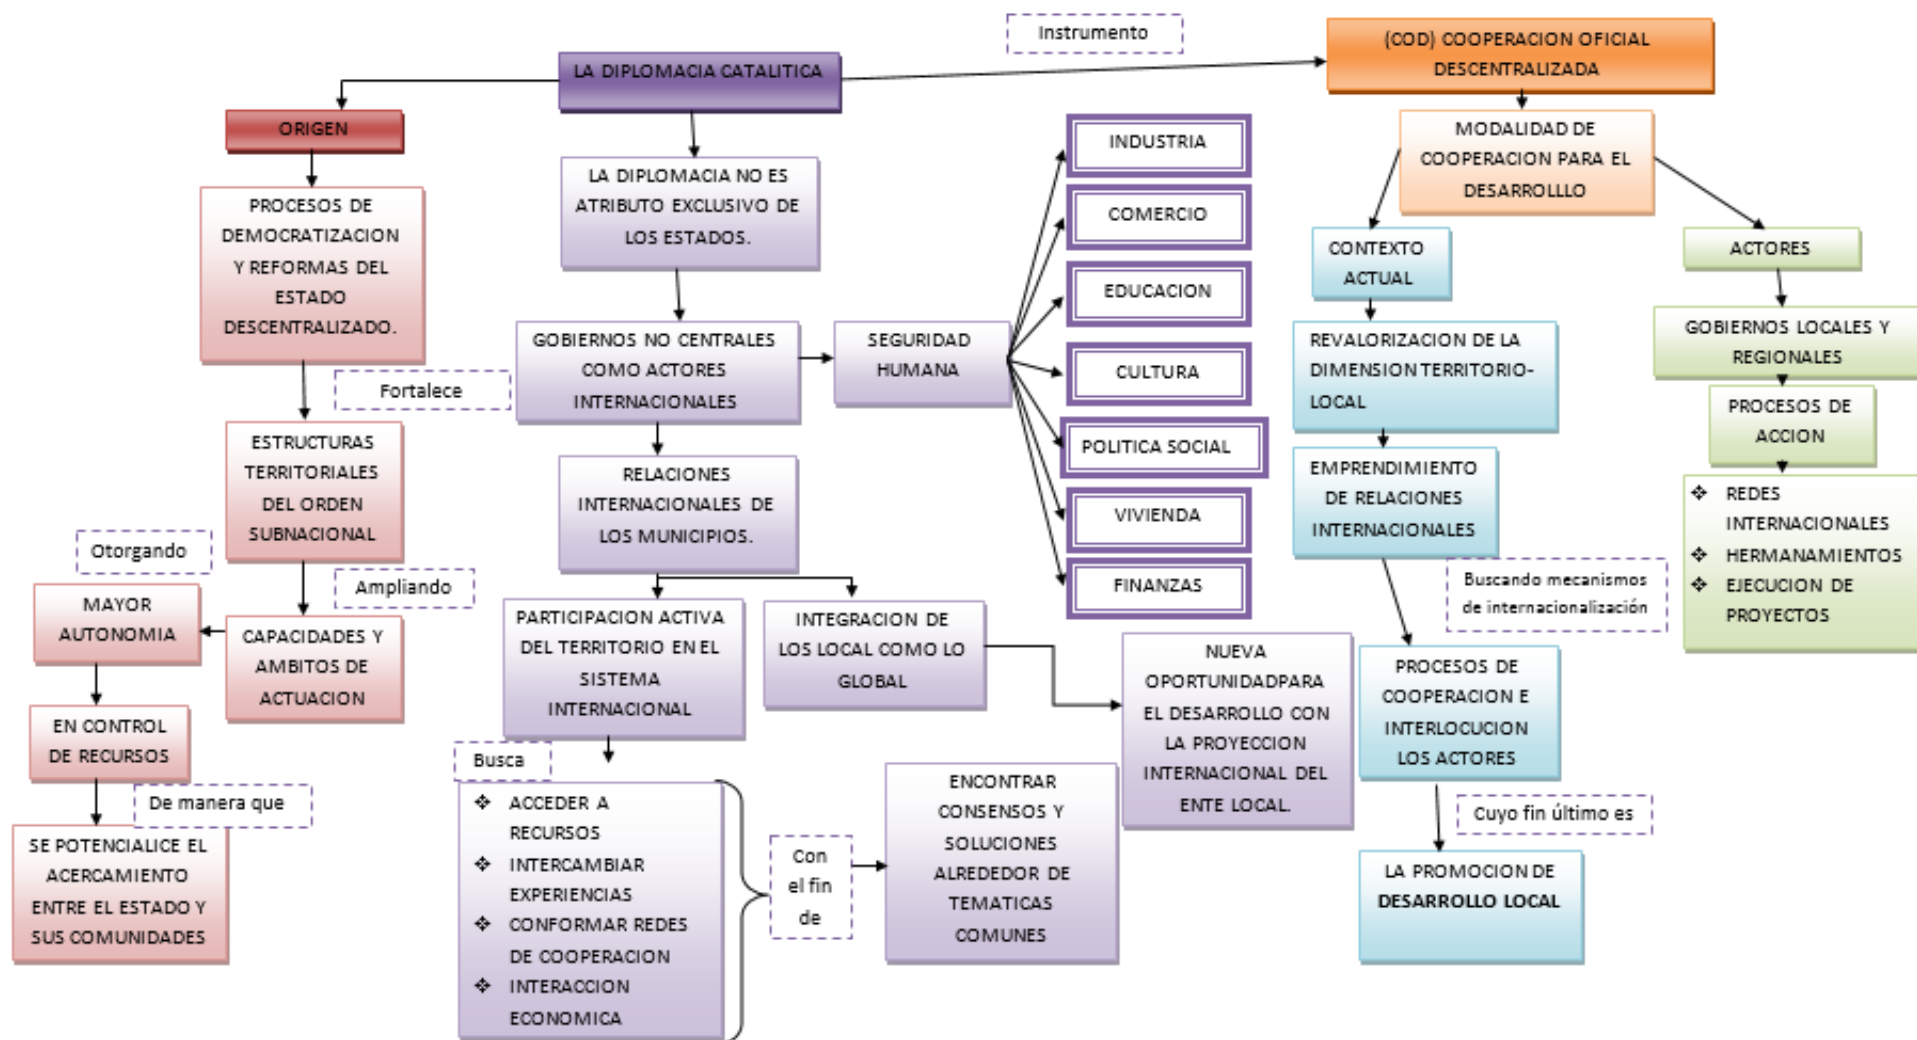 Instrumento
(COD) COOPERACION OFICIAL
DESCENTRALIZADA
LA DIPLOMACIA CATALITICA
ORIGEN
PROCESOS DE
DEMOCRATIZACION
Y REFORMAS DEL
ESTADO
DESCENTRALIZADO.
ESTRUCTURAS
TERRITORIALES
DEL ORDEN
SUBNACIONAL
Otorgando
Ampliando
MAYOR
AUTONOMIA
CAPACIDADES Y
AMBITOS DE
ACTUACION
EN CONTROL
DE RECURSOS
De manera que
SE POTENCIALICE EL
ACERCAMIENTO
ENTRE EL ESTADO Y
SUS COMUNIDADES
LA DIPLOMACIA NO ES
ATRIBUTO EXCLUSIVO DE
LOS ESTADOS.
Fortalece
GOBIERNOS NO CENTRALES
COMO ACTORES
INTERNACIONALES
SEGURIDAD
HUMANA
INDUSTRIA
COMERCIO
EDUCACION
CULTURA
POLITICA SOCIAL
VIVIENDA
FINANZAS
RELACIONES
INTERNACIONALES DE
LOS MUNICIPIOS.
PARTICIPACION ACTIVA
DEL TERRITORIO EN EL
SISTEMA
INTERNACIONAL
INTEGRACION DE
LOS LOCAL COMO LO
GLOBAL
NUEVA
OPORTUNIDADPARA
EL DESARROLLO CON
LA PROYECCION
INTERNACIONAL DEL
ENTE LOCAL.
Busca
❖ ACCEDER A
RECURSOS
❖ INTERCAMBIAR
EXPERIENCIAS
❖ CONFORMAR REDES
DE COOPERACION
❖ INTERACCION
ECONOMICA
Con
el fin
de
ENCONTRAR
CONSENSOS Y
SOLUCIONES
ALREDEDOR DE
TEMATICAS
COMUNES
MODALIDAD DE
COOPERACION PARA EL
DESARROLLLO
CONTEXTO
ACTUAL
REVALORIZACION DE LA
DIMENSION TERRITORIO-
LOCAL
EMPRENDIMIENTO
DE RELACIONES
INTERNACIONALES
Buscando mecanismos
de internacionalización
PROCESOS DE
COOPERACION E
INTERLOCUCION
LOS ACTORES
Cuyo fin último es
LA PROMOCION DE
DESARROLLO LOCAL
ACTORES
GOBIERNOS LOCALES Y
REGIONALES
PROCESOS DE
ACCION
❖ REDES
INTERNACIONALES
❖ HERMANAMIENTOS
❖ EJECUCION DE
PROYECTOS